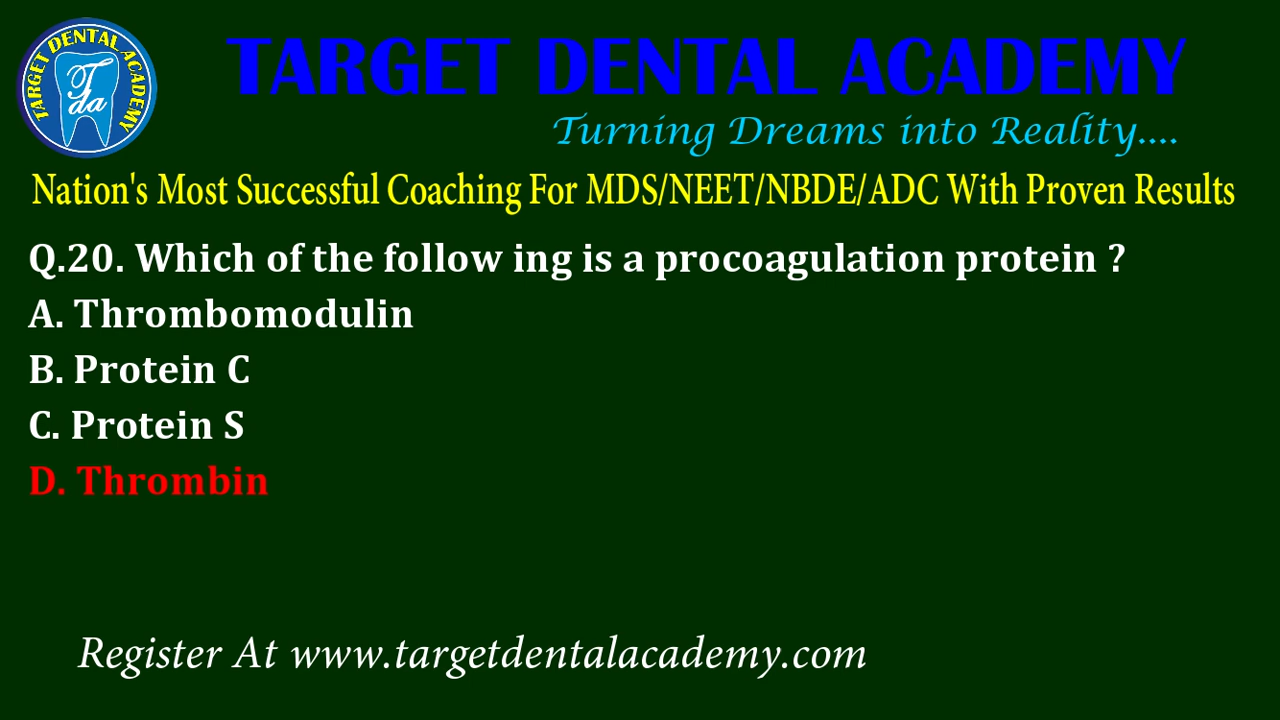 TARGET DENTAL ACADEMY
Tda
TARGET DENTAL ACADEMY
Turning Dreams into Reality....
Nation's Most Successful Coaching For MDS/NEET/NBDE/ADC With Proven Results
Q.20. Which of the follow ing is a procoagulation protein ?
A. Thrombomodulin
B. Protein C
C. Protein S
D. Thrombin
Register At www.targetdentalacademy.com